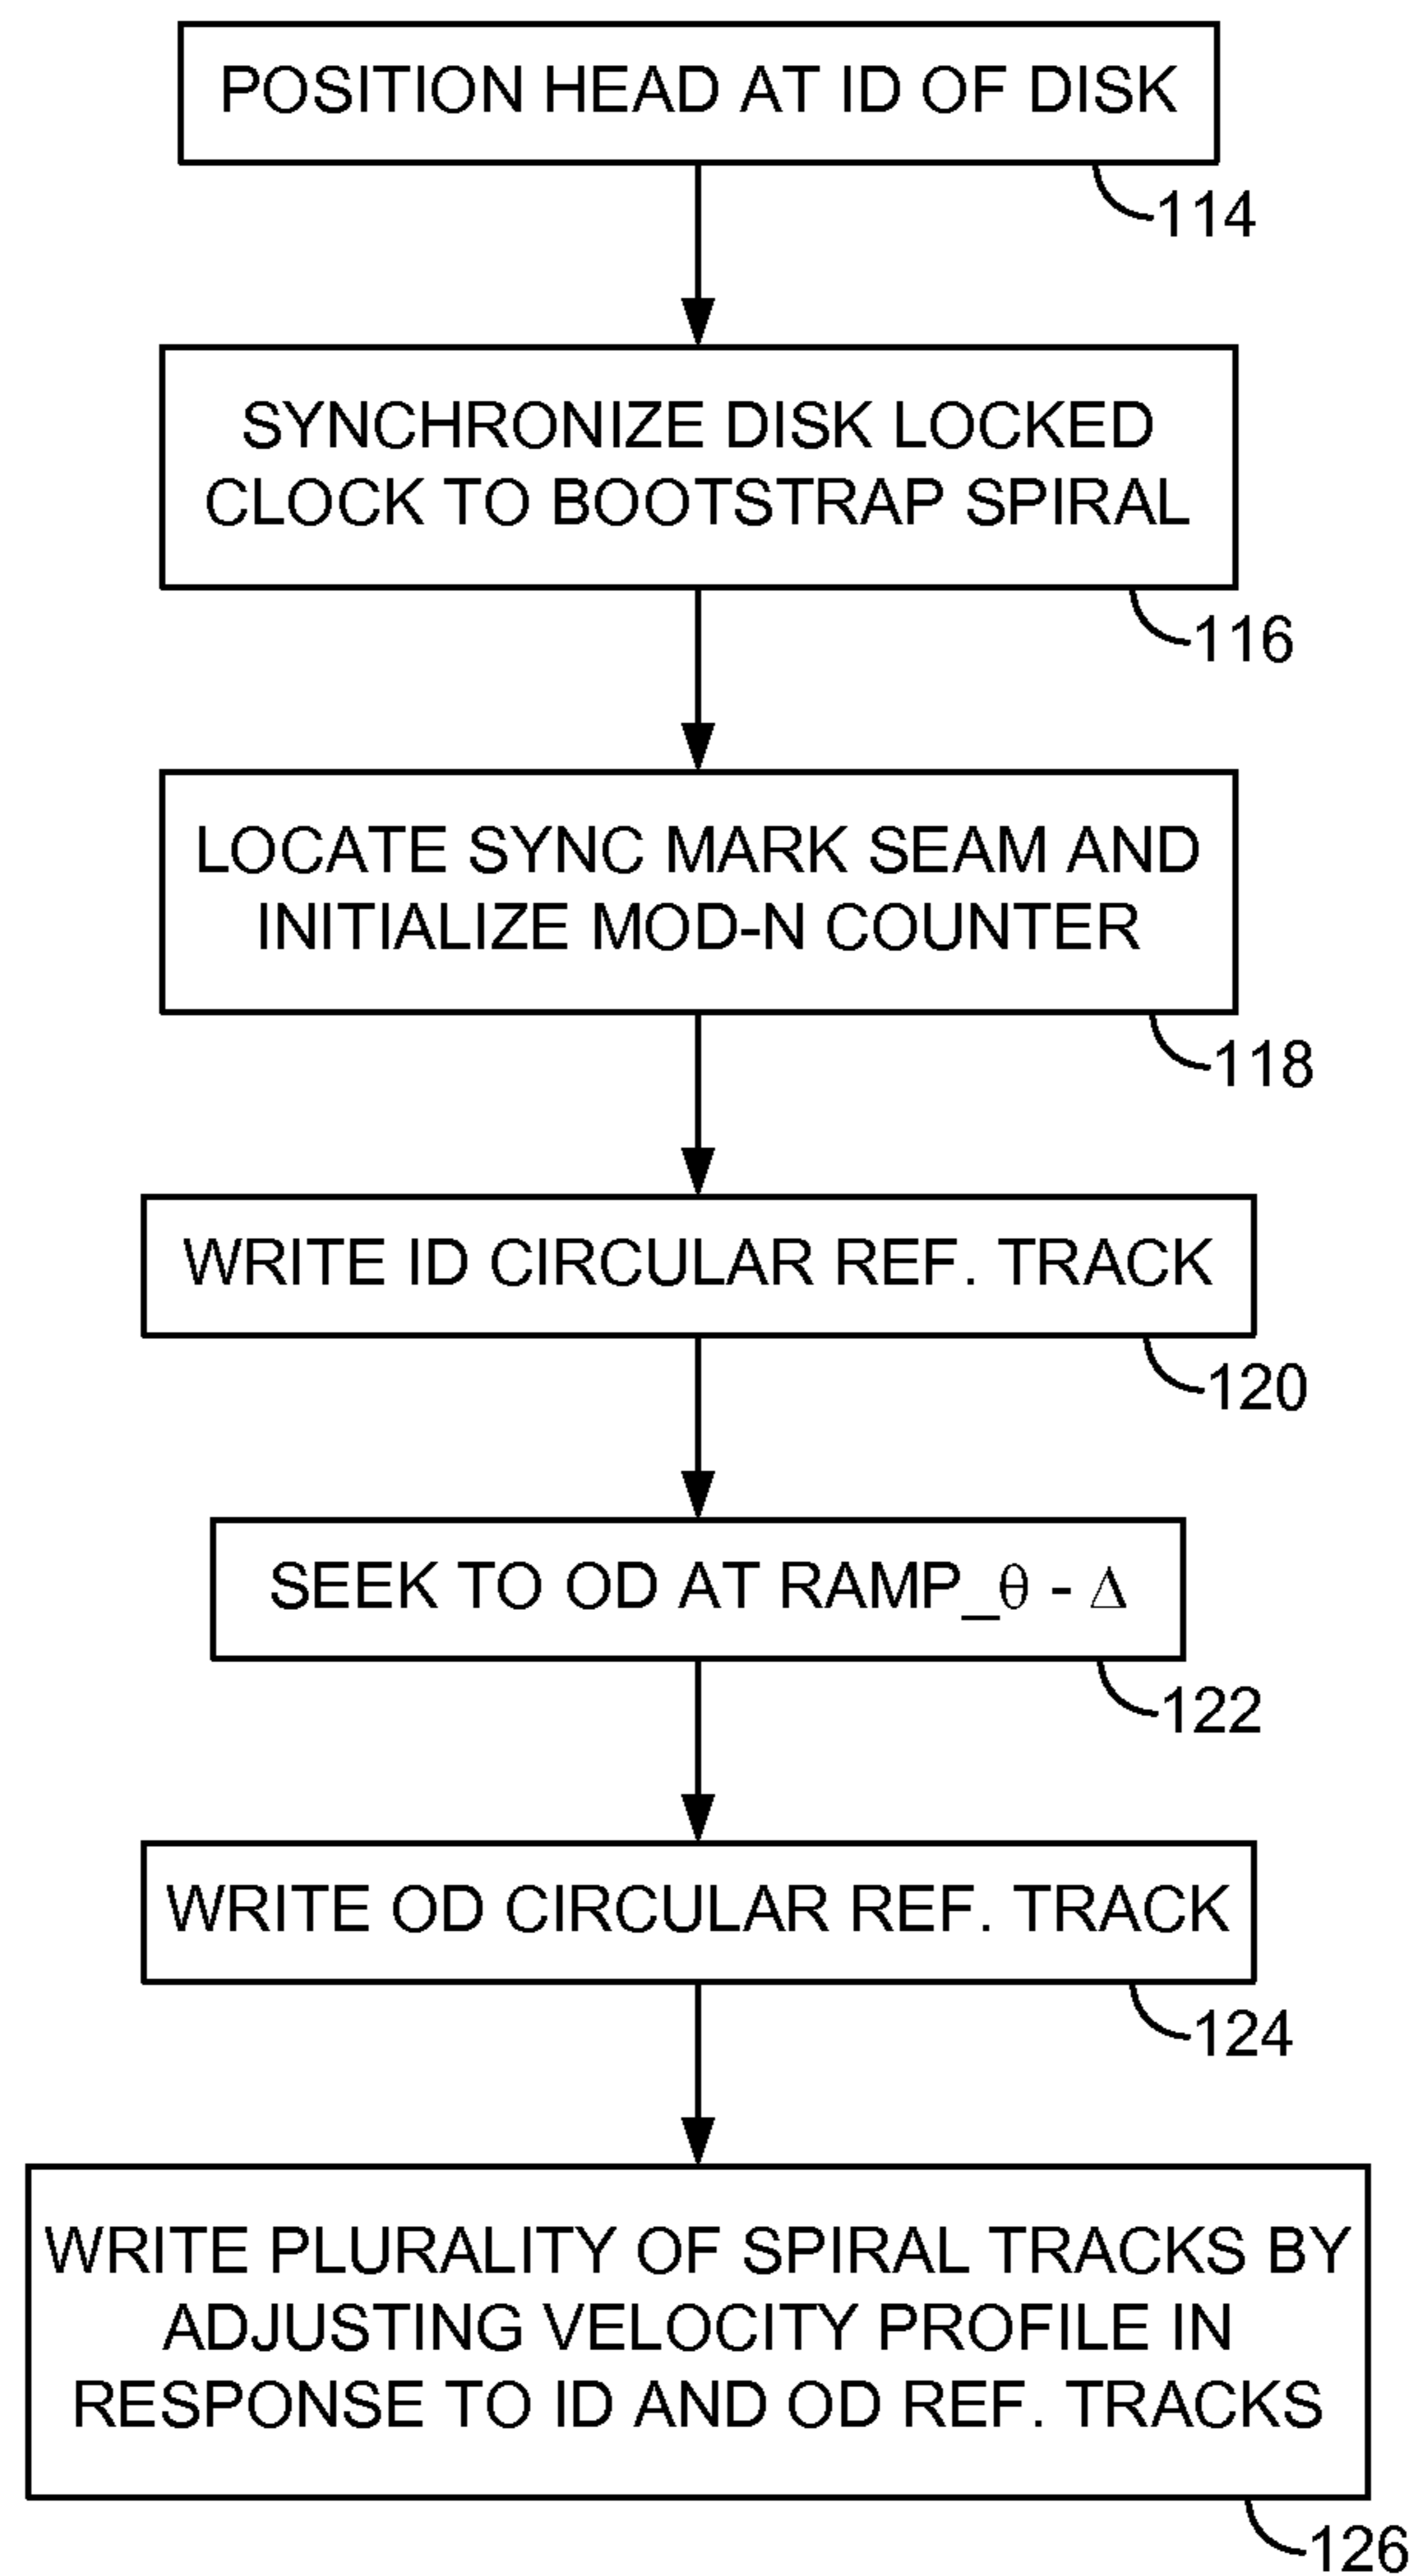 POSITION HEAD AT ID OF DISK
114
SYNCHRONIZE DISK LOCKED
CLOCK TO BOOTSTRAP SPIRAL
116
LOCATE SYNC MARK SEAM AND
INITIALIZE MOD-N COUNTER
118
WRITE ID CIRCULAR REF. TRACK
120
SEEK TO OD AT RAMP_θ - Δ
122
WRITE OD CIRCULAR REF. TRACK
124
WRITE PLURALITY OF SPIRAL TRACKS BY
ADJUSTING VELOCITY PROFILE IN
RESPONSE TO ID AND OD REF. TRACKS
126